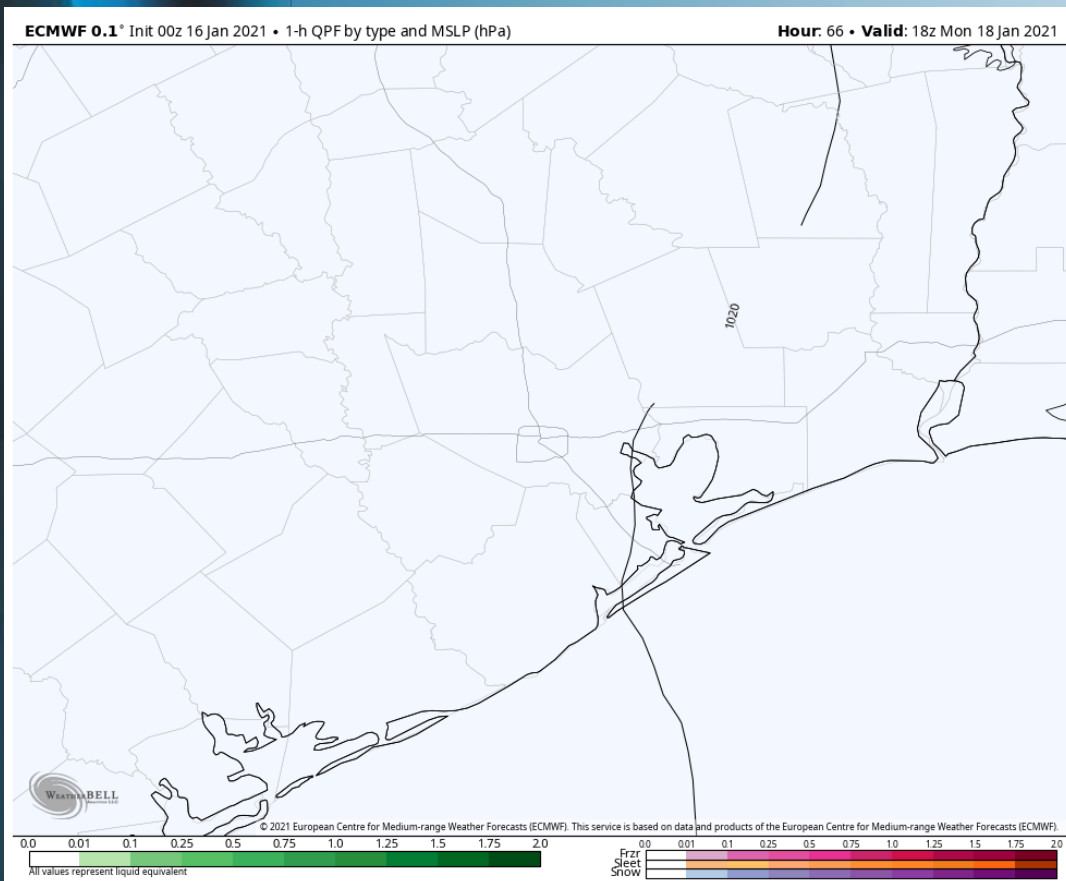 ECMWF 0.1° Init 00z 16 Jan 2021 • 1-h QPF by type and MSLP (hPa) Hour: 66 • Valid: 18z Mon 18 Jan 2021
1020
WEATHERBELL
Analytics LLC
© 2021 European Centre for Medium-range Weather Forecasts (ECMWF). This service is based on data and products of the European Centre for Medium-range Weather Forecasts (ECMWF).
0.0 0.01 0.1 0.25 0.5 0.75 1.0 1.25 1.5 1.75 2.0
All values represent liquid equivalent
0.0 0.01 0.1 0.25 0.5 0.75 1.0 1.25 1.5 1.75 2.0
Frzr
Sleet
Snow